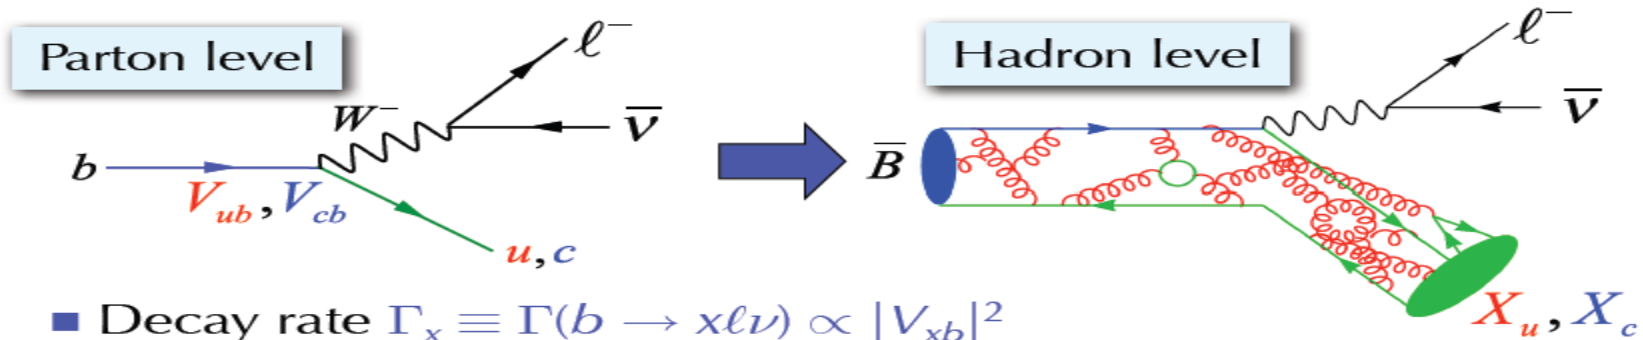 Parton level
Hadron level
ℓ⁻
ℓ⁻
W⁻
ν̄
ν̄
b
B̄
V_ub, V_cb
u, c
X_u, X_c
■ Decay rate Γ_x ≡ Γ(b → xℓν) ∝ |V_xb|²